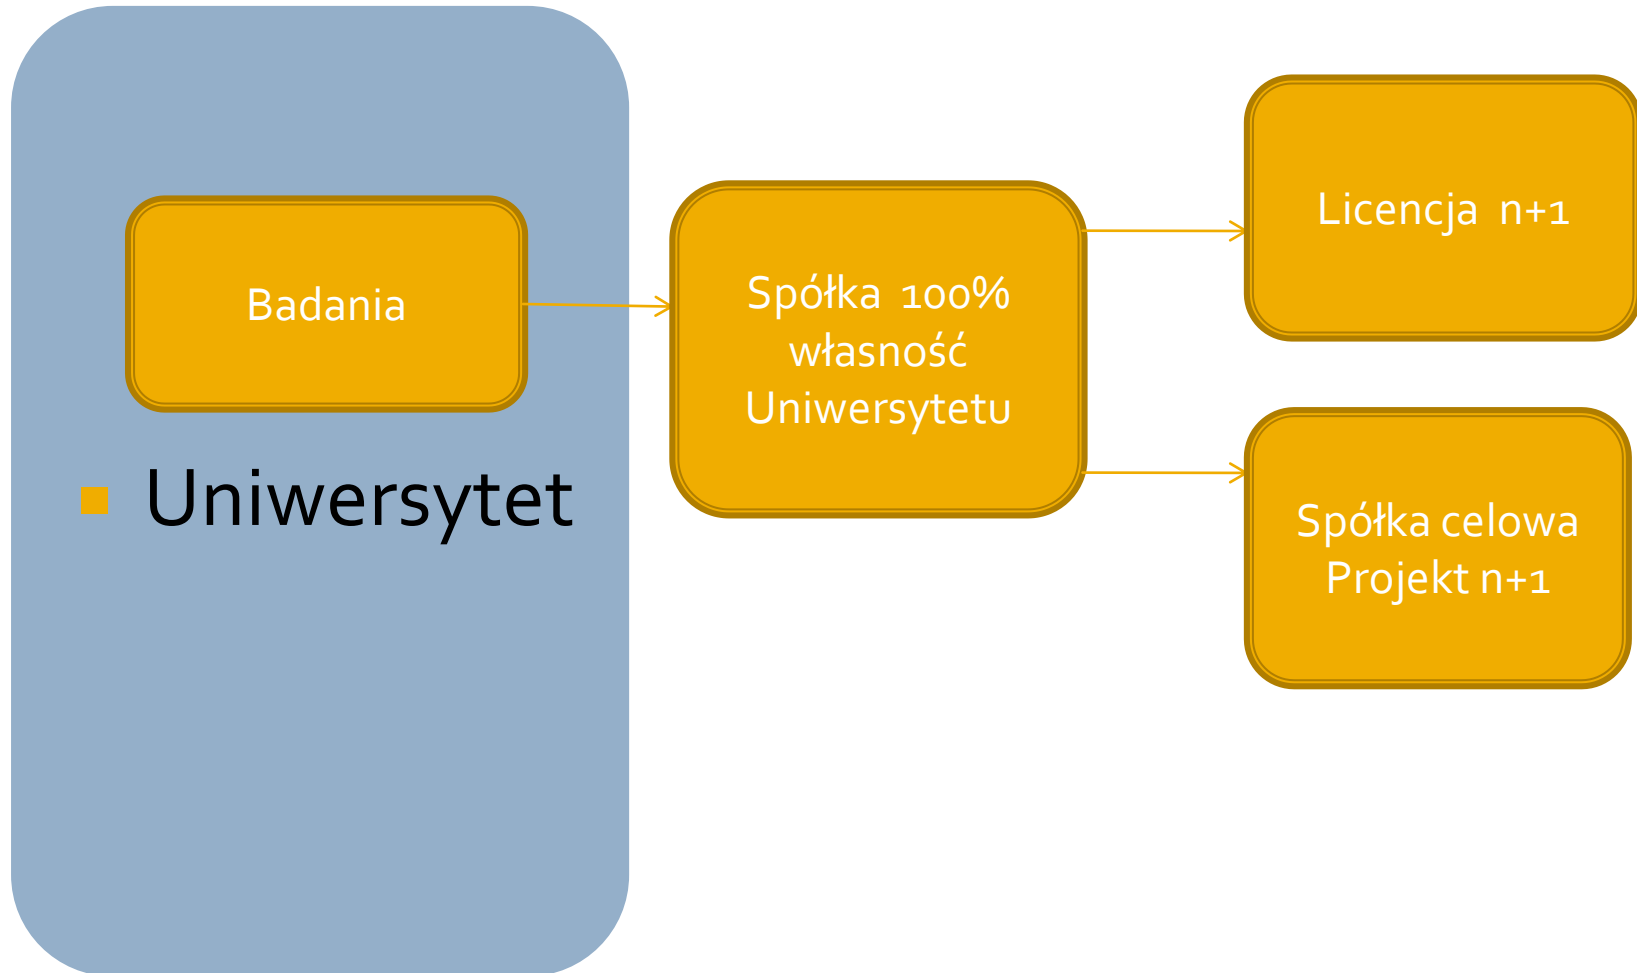 Badania
Uniwersytet
Spółka 100%
własność
Uniwersytetu
Licencja n+1
Spółka celowa
Projekt n+1